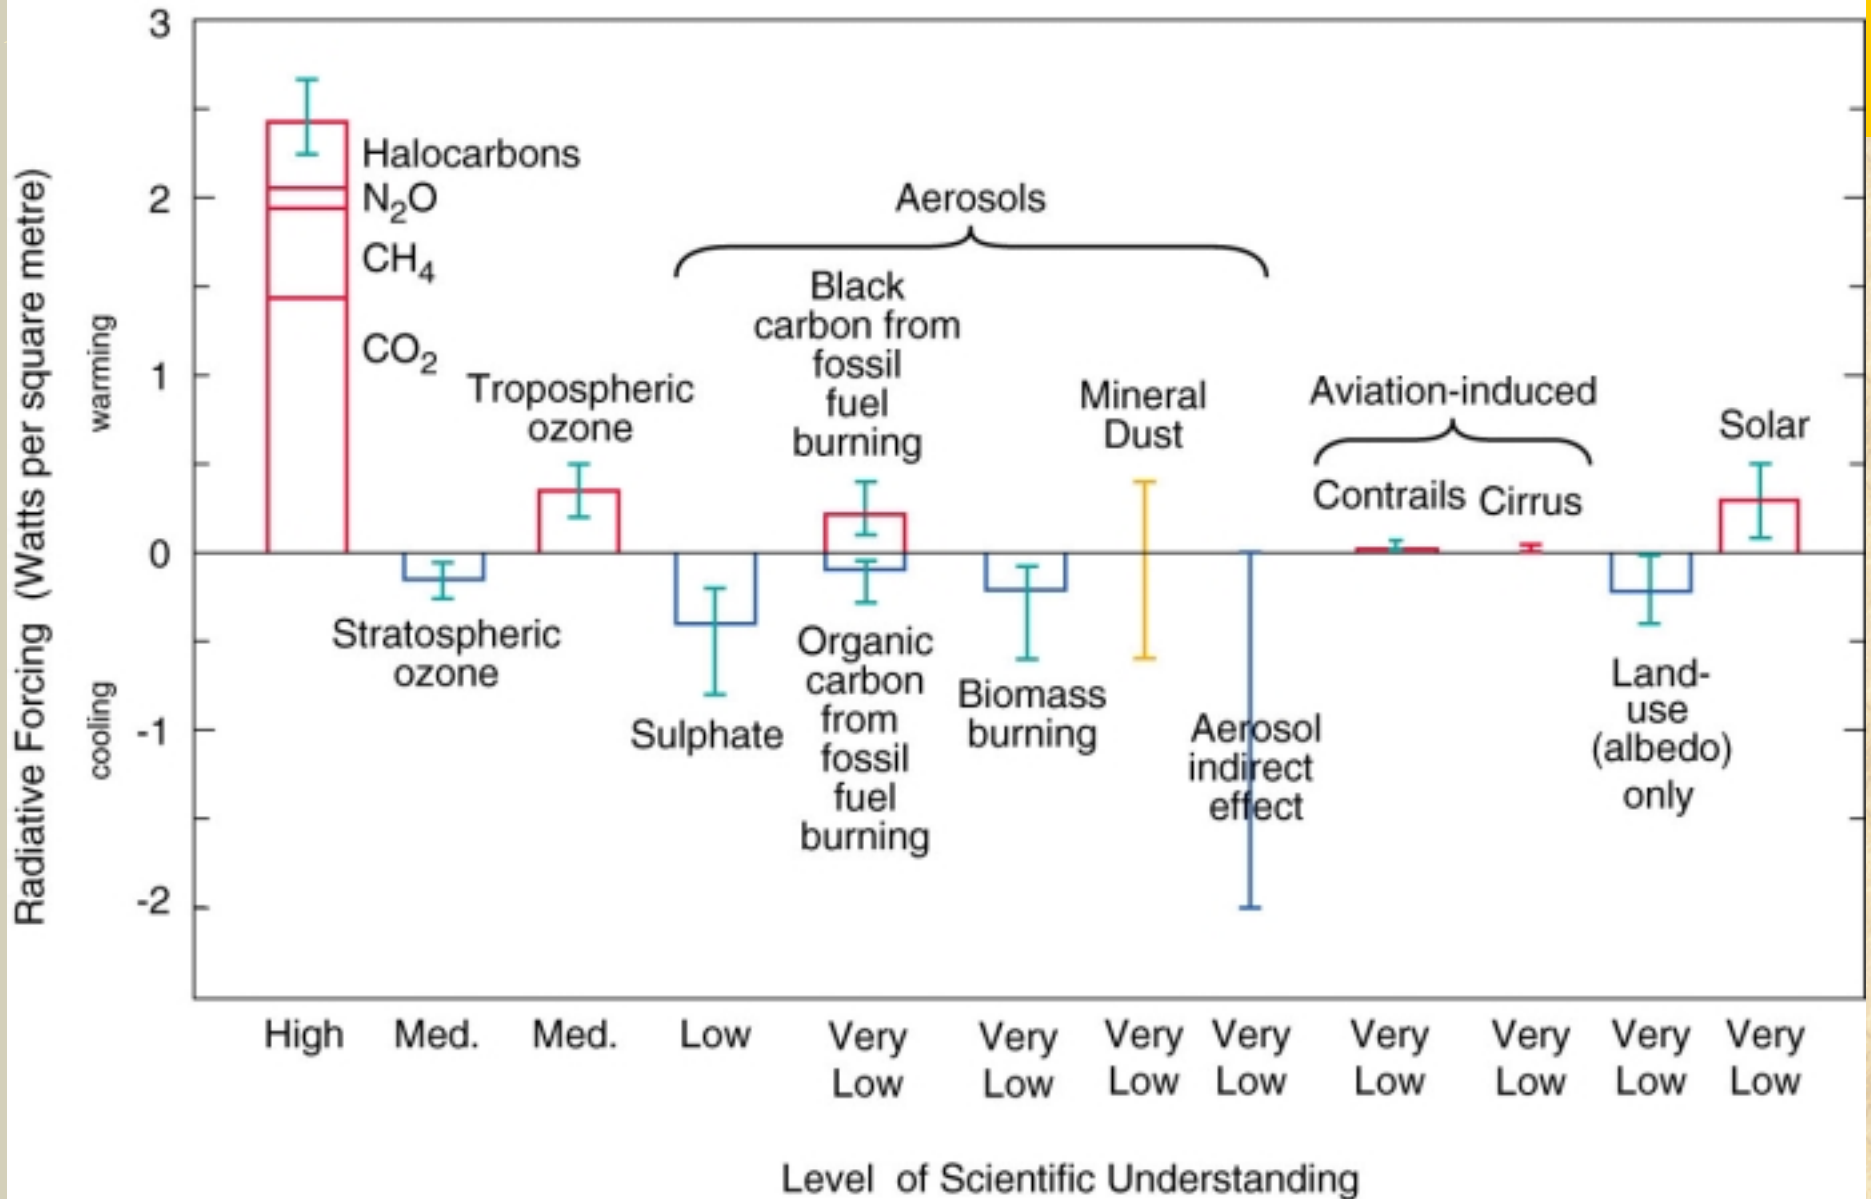 Radiative Forcing (Watts per square metre)
warming
cooling
3
2
1
0
-1
-2
Halocarbons
N₂O
CH₄
CO₂
Stratospheric
ozone
Tropospheric
ozone
Aerosols
Sulphate
Black
carbon from
fossil
fuel
burning
Organic
carbon
from
fossil
fuel
burning
Biomass
burning
Mineral
Dust
Aerosol
indirect
effect
Aviation-induced
Contrails Cirrus
Land-
use
(albedo)
only
Solar
High
Med.
Med.
Low
Very
Low
Very
Low
Very
Low
Very
Low
Very
Low
Very
Low
Very
Low
Very
Low
Level of Scientific Understanding